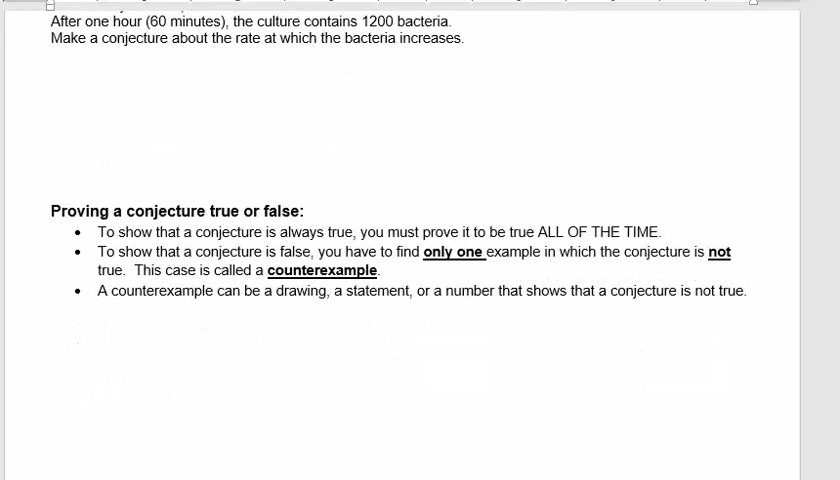 After one hour (60 minutes), the culture contains 1200 bacteria.
Make a conjecture about the rate at which the bacteria increases.
Proving a conjecture true or false:
• To show that a conjecture is always true, you must prove it to be true ALL OF THE TIME.
• To show that a conjecture is false, you have to find only one example in which the conjecture is not
true. This case is called a counterexample.
• A counterexample can be a drawing, a statement, or a number that shows that a conjecture is not true.